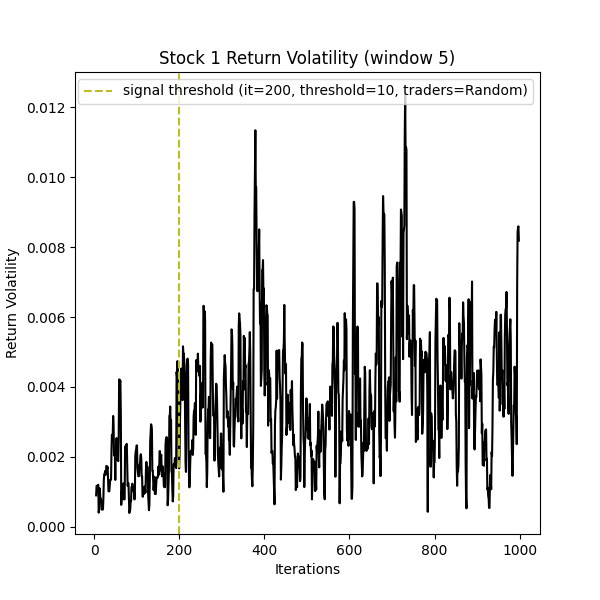 Stock 1 Return Volatility (window 5)
signal threshold (it=200, threshold=10, traders=Random)
0.012
0.010
0.008
0.006
0.004
0.002
0.000
Return Volatility
0 200 400 600 800 1000
Iterations